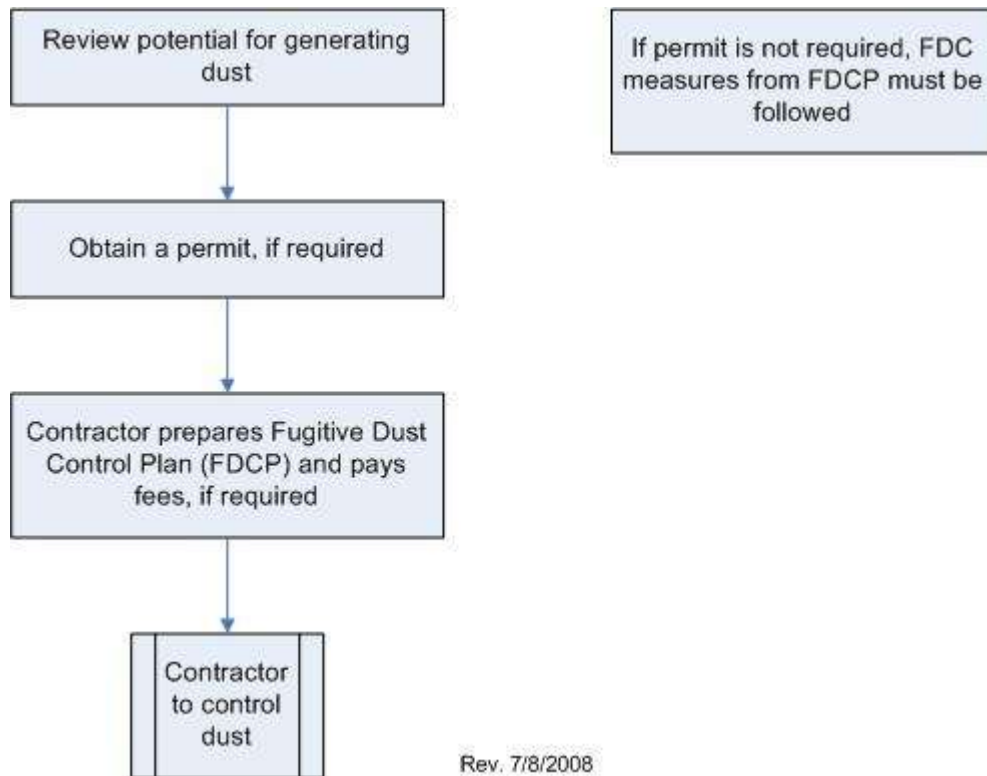 Review potential for generating
dust
If permit is not required, FDC
measures from FDCP must be
followed
Obtain a permit, if required
Contractor prepares Fugitive Dust
Control Plan (FDCP) and pays
fees, if required
Contractor
to control
dust
Rev. 7/8/2008